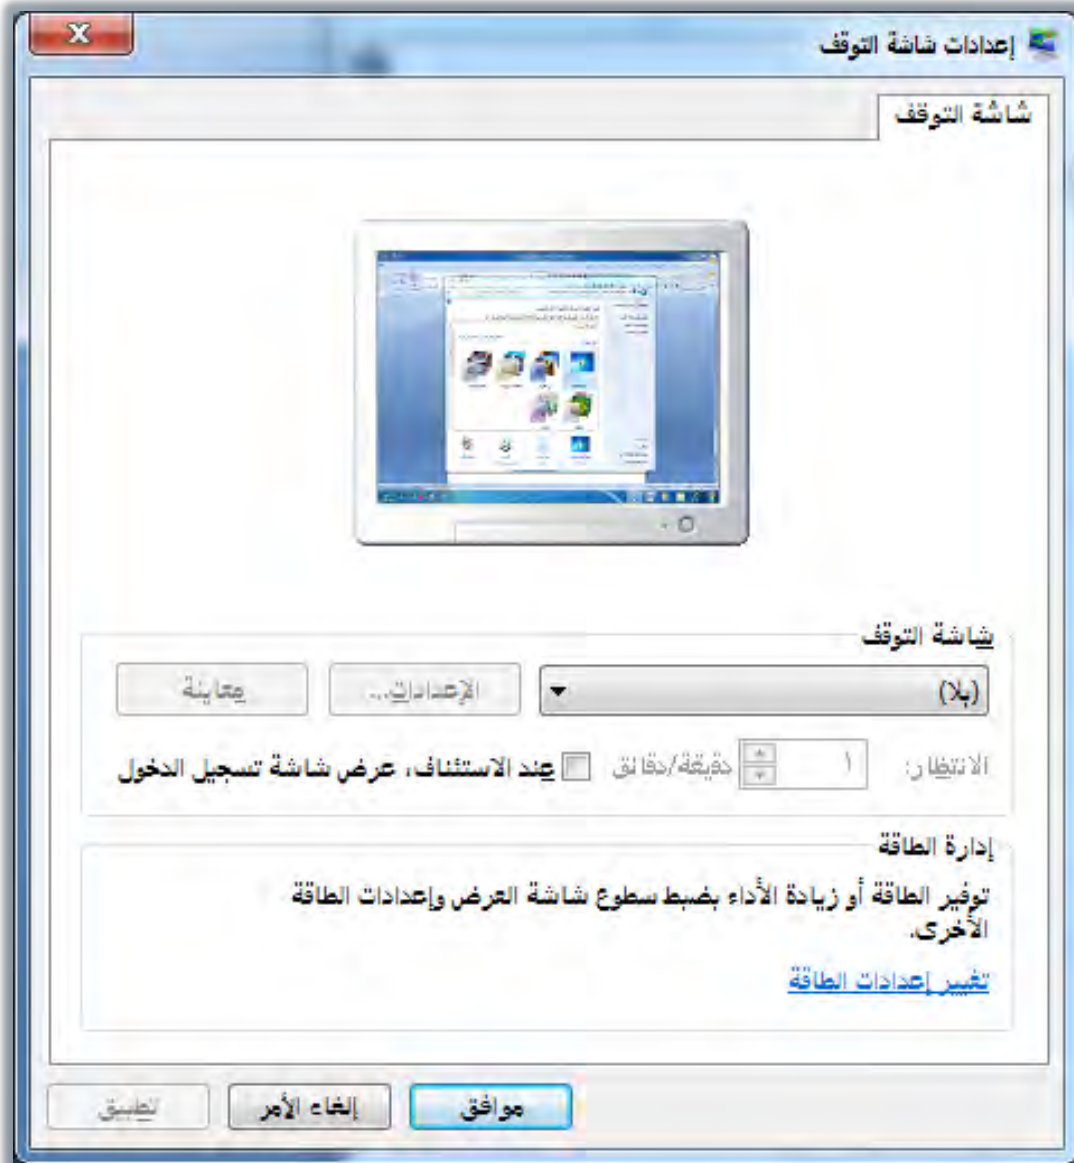 إعدادات شاشة التوقف
شاشة التوقف
شاشة التوقف
(بلا)
الإعدادات...
معاينة
الانتظار:
١
دقيقة/دقائق
عند الاستئناف، عرض شاشة تسجيل الدخول
إدارة الطاقة
توفير الطاقة أو زيادة الأداء بضبط سطوع شاشة العرض وإعدادات الطاقة
الأخرى.
تغيير إعدادات الطاقة
موافق
إلغاء الأمر
تطبيق